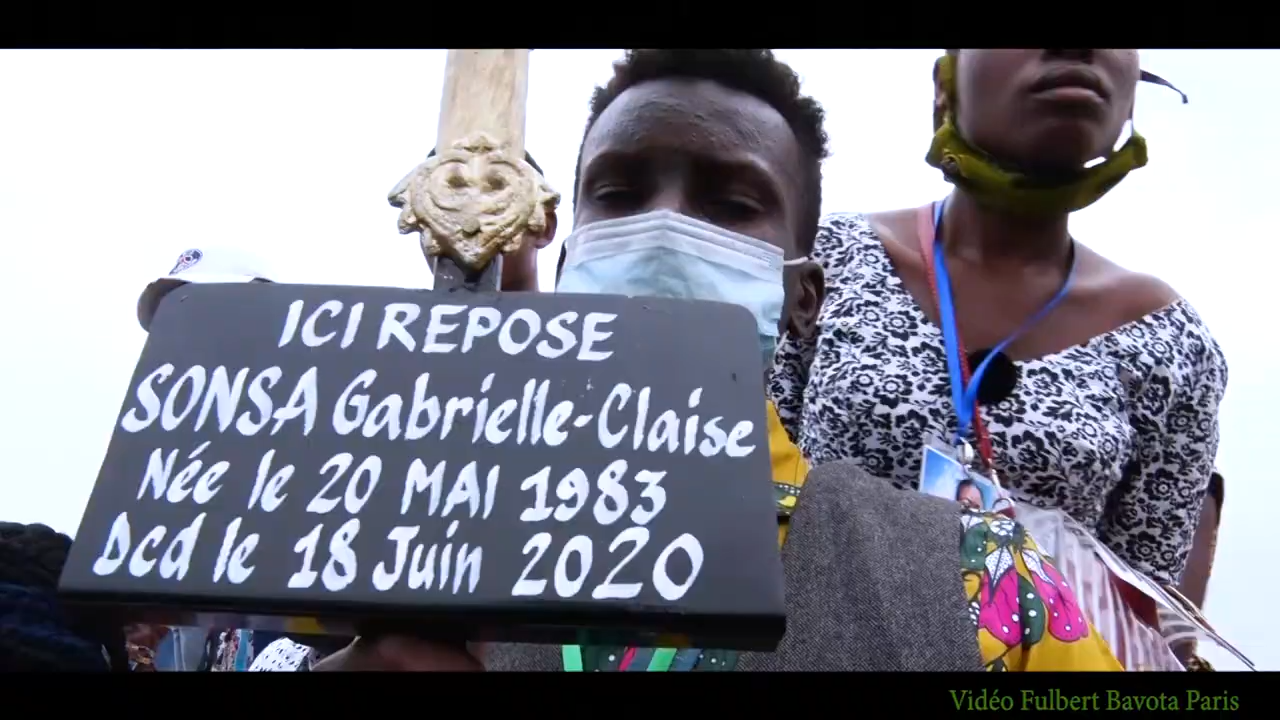 ICI REPOSE
SONSA Gabrielle-Claise
Née le 20 MAI 1983
Dcd le 18 Juin 2020
Vidéo Fulbert Bavota Paris